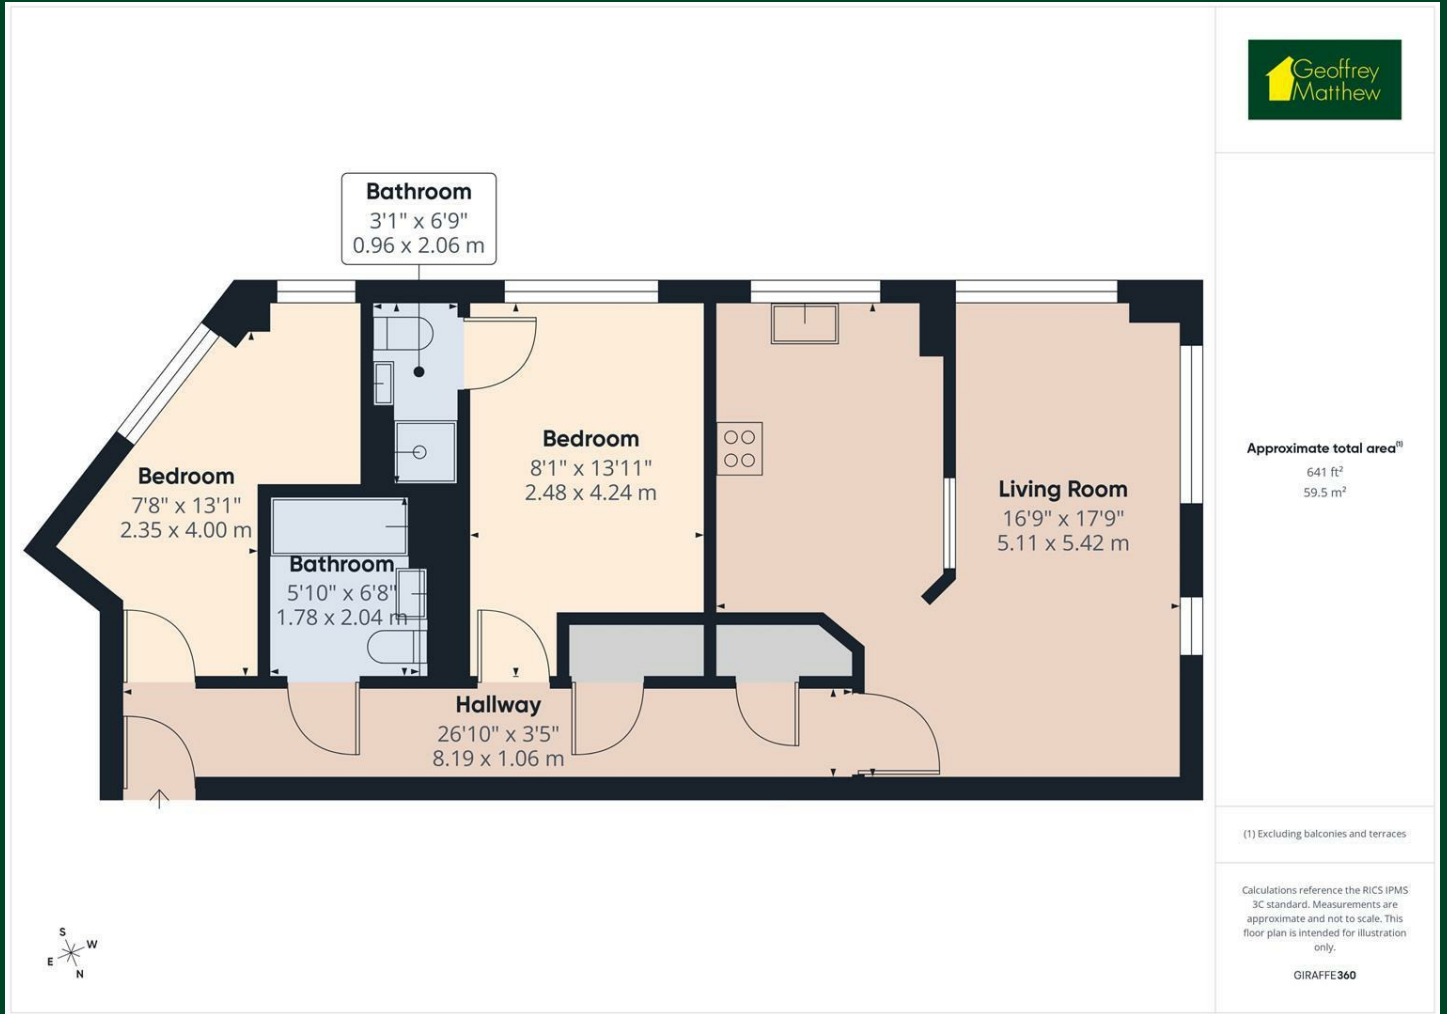 Geoffrey
Matthew
Bathroom
3'1" x 6'9"
0.96 x 2.06 m
Bedroom
7'8" x 13'1"
2.35 x 4.00 m
Bathroom
5'10" x 6'8"
1.78 x 2.04 m
Bedroom
8'1" x 13'11"
2.48 x 4.24 m
Living Room
16'9" x 17'9"
5.11 x 5.42 m
Hallway
26'10" x 3'5"
8.19 x 1.06 m
Approximate total area(1)
641 ft²
59.5 m²
(1) Excluding balconies and terraces
Calculations reference the RICS IPMS
3C standard. Measurements are
approximate and not to scale. This
floor plan is intended for illustration
only.
GIRAFFE360
S
W
E
N